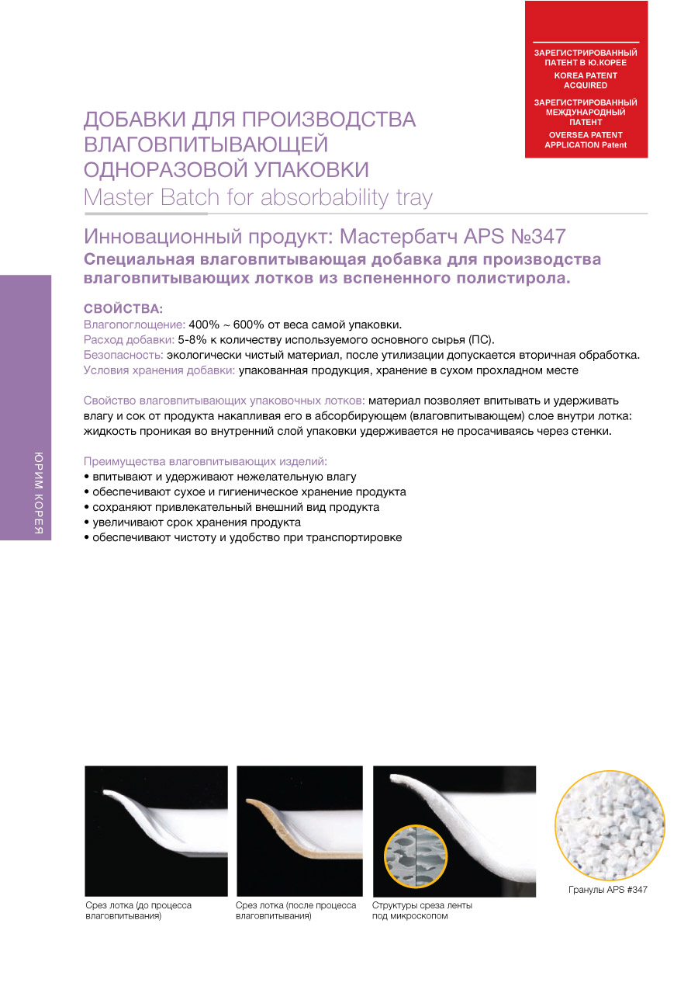 ЗАРЕГИСТРИРОВАННЫЙ
ПАТЕНТ В Ю.КОРЕЕ
KOREA PATENT
ACQUIRED
ЗАРЕГИСТРИРОВАННЫЙ
МЕЖДУНАРОДНЫЙ
ПАТЕНТ
OVERSEA PATENT
APPLICATION Patent
ДОБАВКИ ДЛЯ ПРОИЗВОДСТВА
ВЛАГОВПИТЫВАЮЩЕЙ
ОДНОРАЗОВОЙ УПАКОВКИ
Master Batch for absorbability tray
Инновационный продукт: Мастербатч APS №347
Специальная влаговпитывающая добавка для производства
влаговпитывающих лотков из вспененного полистирола.
СВОЙСТВА:
Влагопоглощение: 400% ~ 600% от веса самой упаковки.
Расход добавки: 5-8% к количеству используемого основного сырья (ПС).
Безопасность: экологически чистый материал, после утилизации допускается вторичная обработка.
Условия хранения добавки: упакованная продукция, хранение в сухом прохладном месте
Свойство влаговпитывающих упаковочных лотков: материал позволяет впитывать и удерживать
влагу и сок от продукта накапливая его в абсорбирующем (влаговпитывающем) слое внутри лотка:
жидкость проникая во внутренний слой упаковки удерживается не просачиваясь через стенки.
Преимущества влаговпитывающих изделий:
• впитывают и удерживают нежелательную влагу
• обеспечивают сухое и гигиеническое хранение продукта
• сохраняют привлекательный внешний вид продукта
• увеличивают срок хранения продукта
• обеспечивают чистоту и удобство при транспортировке
ЮРИМ КОРЕЯ
Срез лотка (до процесса
влаговпитывания)
Срез лотка (после процесса
влаговпитывания)
Структуры среза ленты
под микроскопом
Гранулы APS #347